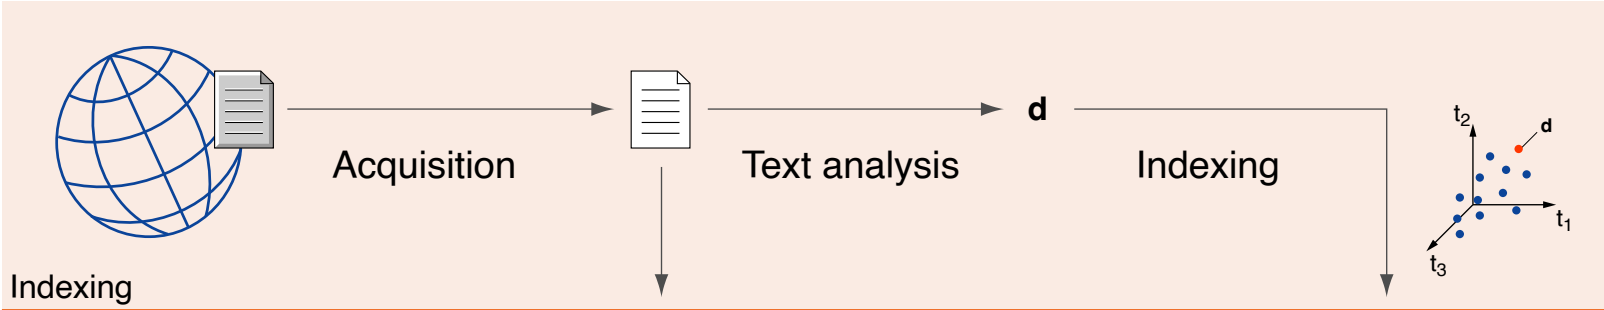 Acquisition
Text analysis
d
Indexing
t2
d
t1
t3
Indexing